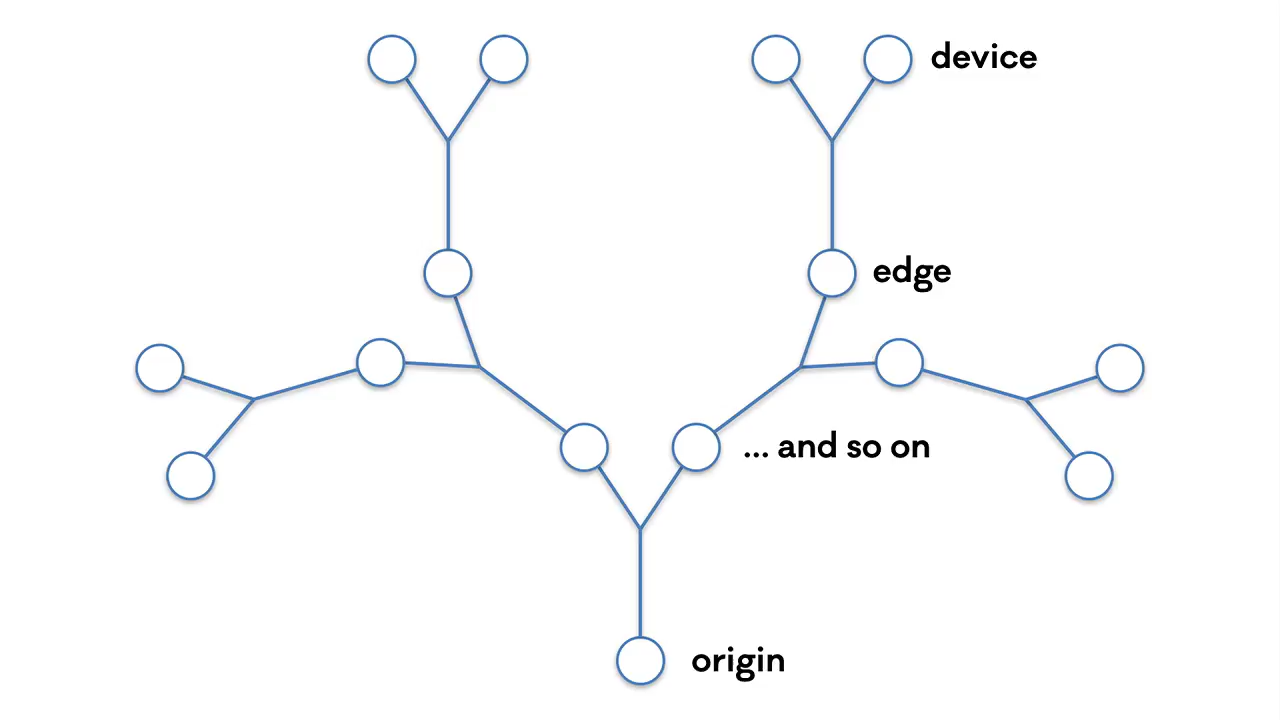 device
edge
... and so on
origin